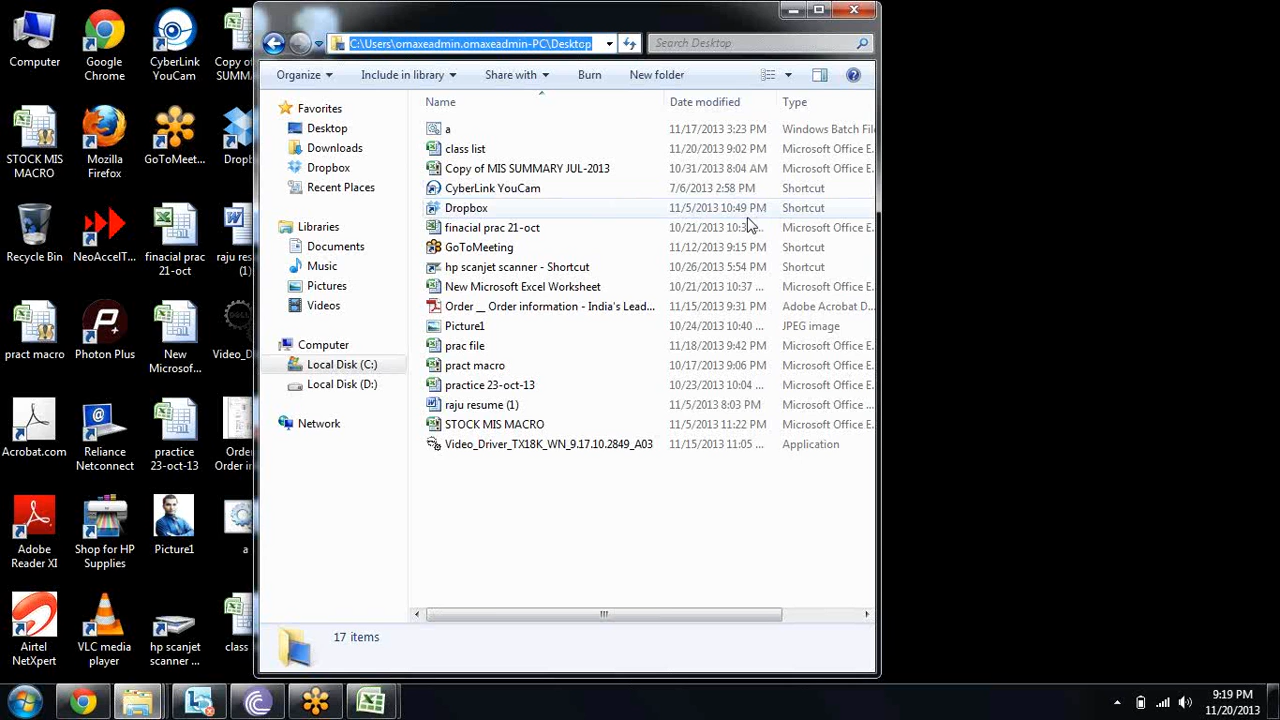 Computer
Google
Chrome
CyberLink
YouCam
Copy of
SUMM
STOCK MIS
MACRO
Mozilla
Firefox
GoToMeet...
Recycle Bin
NeoAccelT...
finacial prac
21-oct
raju resume
(1)
pract macro
Photon Plus
New
Microsoft...
Acrobat.com
Reliance
Netconnect
practice
23-oct-13
Adobe
Reader XI
Shop for HP
Supplies
Picture1
a
Airtel
NetXpert
VLC media
player
hp scanjet
scanner ...
class
C:\Users\omaxeadmin.omaxeadmin-PC\Desktop
Search Desktop
Organize
Include in library
Share with
Burn
New folder
Favorites
Desktop
Downloads
Dropbox
Recent Places
Libraries
Documents
Music
Pictures
Videos
Computer
Local Disk (C:)
Local Disk (D:)
Network
Name Date modified Type
a 11/17/2013 3:23 PM Windows Batch Fil
class list 11/20/2013 9:02 PM Microsoft Office E.
Copy of MIS SUMMARY JUL-2013 10/31/2013 8:04 AM Microsoft Office E.
CyberLink YouCam 7/6/2013 2:58 PM Shortcut
Dropbox 11/5/2013 10:49 PM Shortcut
finacial prac 21-oct 10/21/2013 10:3 ... Microsoft Office E.
GoToMeeting 11/12/2013 9:15 PM Shortcut
hp scanjet scanner - Shortcut 10/26/2013 5:54 PM Shortcut
New Microsoft Excel Worksheet 10/21/2013 10:37 ... Microsoft Office E.
Order __ Order information - India's Lead... 11/15/2013 9:31 PM Adobe Acrobat D...
Picture1 10/24/2013 10:40 ... JPEG image
prac file 11/18/2013 9:42 PM Microsoft Office E.
pract macro 10/17/2013 9:06 PM Microsoft Office E.
practice 23-oct-13 10/23/2013 10:04 ... Microsoft Office E.
raju resume (1) 11/5/2013 8:03 PM Microsoft Office ...
STOCK MIS MACRO 11/5/2013 11:22 PM Microsoft Office E.
Video_Driver_TX18K_WN_9.17.10.2849_A03 11/15/2013 11:05 ... Application
17 items
9:19 PM
11/20/2013